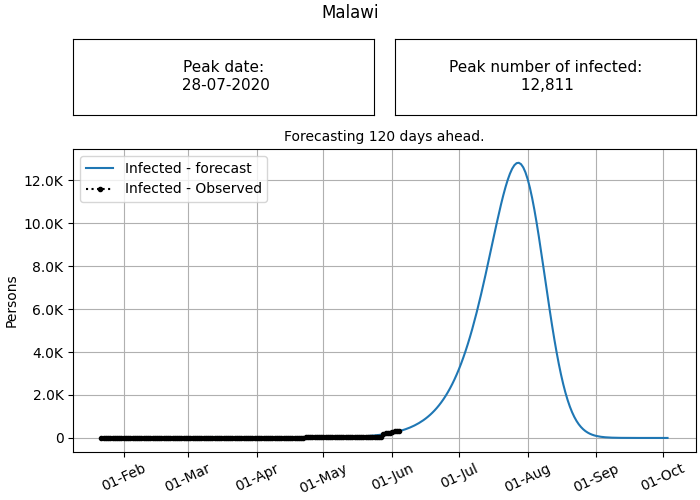 Malawi
Peak date:
28-07-2020
Peak number of infected:
12,811
Forecasting 120 days ahead.
Infected - forecast
Infected - Observed
12.0K
10.0K
8.0K
6.0K
4.0K
2.0K
0
Persons
01-Feb
01-Mar
01-Apr
01-May
01-Jun
01-Jul
01-Aug
01-Sep
01-Oct